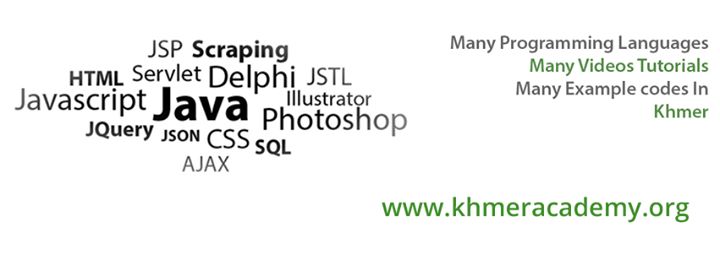 JSP Scraping
HTML Servlet Delphi JSTL
Javascript Java Illustrator
JQuery JSON CSS Photoshop
SQL
AJAX
Many Programming Languages
Many Videos Tutorials
Many Example codes In
Khmer
www.khmeracademy.org